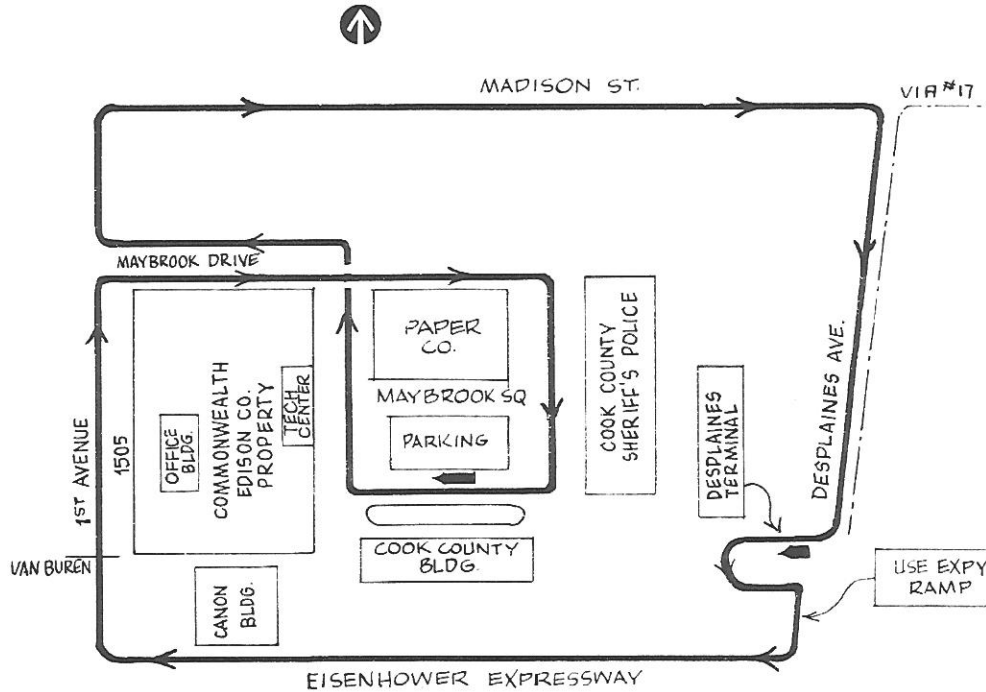 MADISON ST.
VIA #17
MAYBROOK DRIVE
PAPER
CO.
MAYBROOK SQ
PARKING
COOK COUNTY
SHERIFF'S POLICE
DESPLAINES
TERMINAL
DESPLAINES AVE.
1ST AVENUE
1505
OFFICE
BLDG.
COMMONWEALTH
EDISON CO.
PROPERTY
TECH
CENTER
VAN BUREN
CANON
BLDG.
COOK COUNTY
BLDG.
USE EXPY
RAMP
EISENHOWER EXPRESSWAY